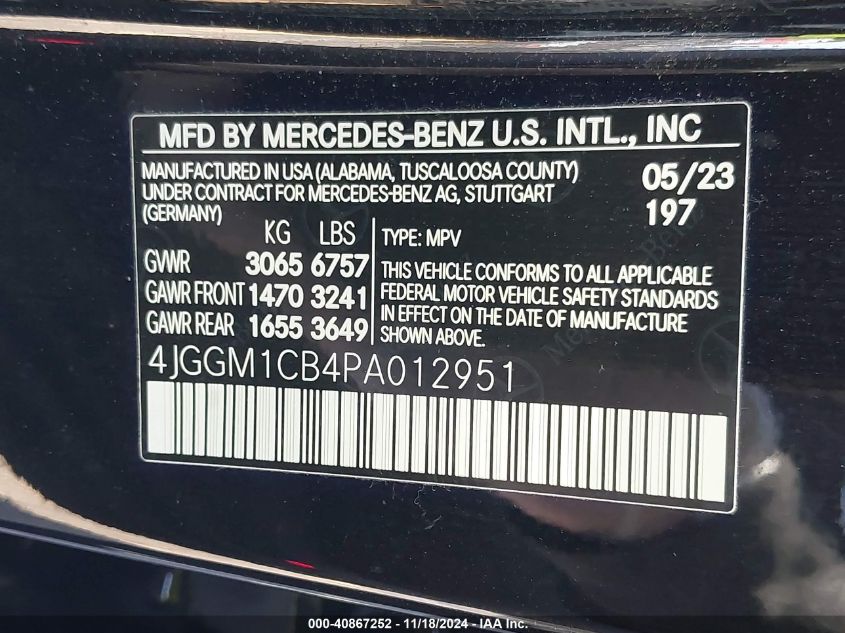 MFD BY MERCEDES-BENZ U.S. INTL., INC
MANUFACTURED IN USA (ALABAMA, TUSCALOOSA COUNTY)
UNDER CONTRACT FOR MERCEDES-BENZ AG, STUTTGART
(GERMANY)
05/23
197
KG LBS
GVWR 3065 6757
GAWR FRONT 1470 3241
GAWR REAR 1655 3649
TYPE: MPV
THIS VEHICLE CONFORMS TO ALL APPLICABLE
FEDERAL MOTOR VEHICLE SAFETY STANDARDS
IN EFFECT ON THE DATE OF MANUFACTURE
SHOWN ABOVE.
4JGGM1CB4PA012951
000-40867252 - 11/18/2024 - IAA Inc.